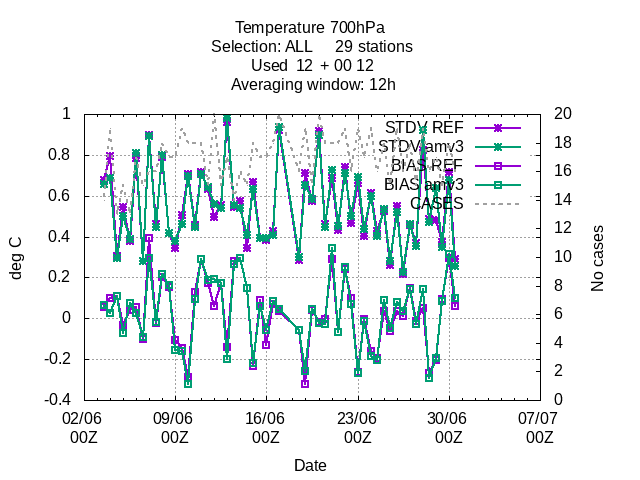 Temperature 700hPa
Selection: ALL 29 stations
Used 12 + 00 12
Averaging window: 12h
1
0.8
0.6
0.4
0.2
0
-0.2
-0.4
deg C
20
18
16
14
12
10
8
6
4
2
0
No cases
STDV REF
STDV amv3
BIAS REF
BIAS amv3
CASES
02/06 09/06 16/06 23/06 30/06 07/07
00Z 00Z 00Z 00Z 00Z 00Z
Date